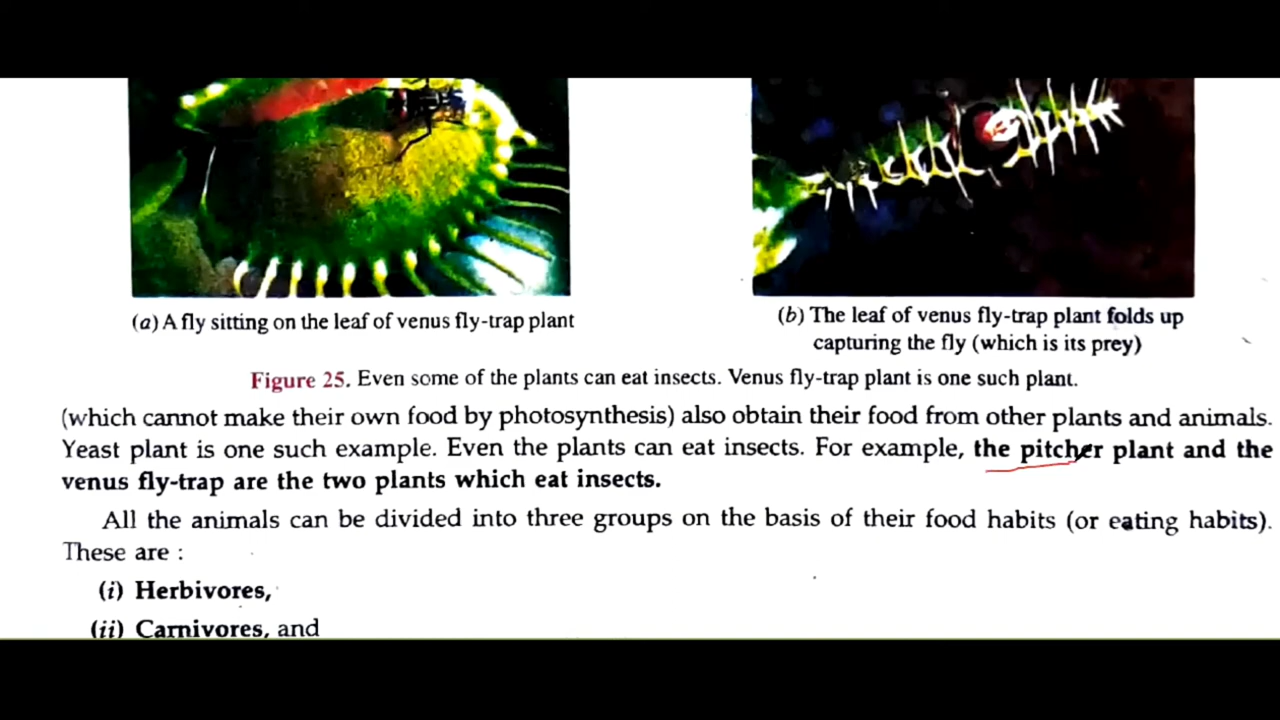 (a) A fly sitting on the leaf of venus fly-trap plant
(b) The leaf of venus fly-trap plant folds up
capturing the fly (which is its prey)
Figure 25. Even some of the plants can eat insects. Venus fly-trap plant is one such plant.
(which cannot make their own food by photosynthesis) also obtain their food from other plants and animals.
Yeast plant is one such example. Even the plants can eat insects. For example, the pitcher plant and the
venus fly-trap are the two plants which eat insects.
All the animals can be divided into three groups on the basis of their food habits (or eating habits).
These are :
(i) Herbivores,
(ii) Carnivores, and